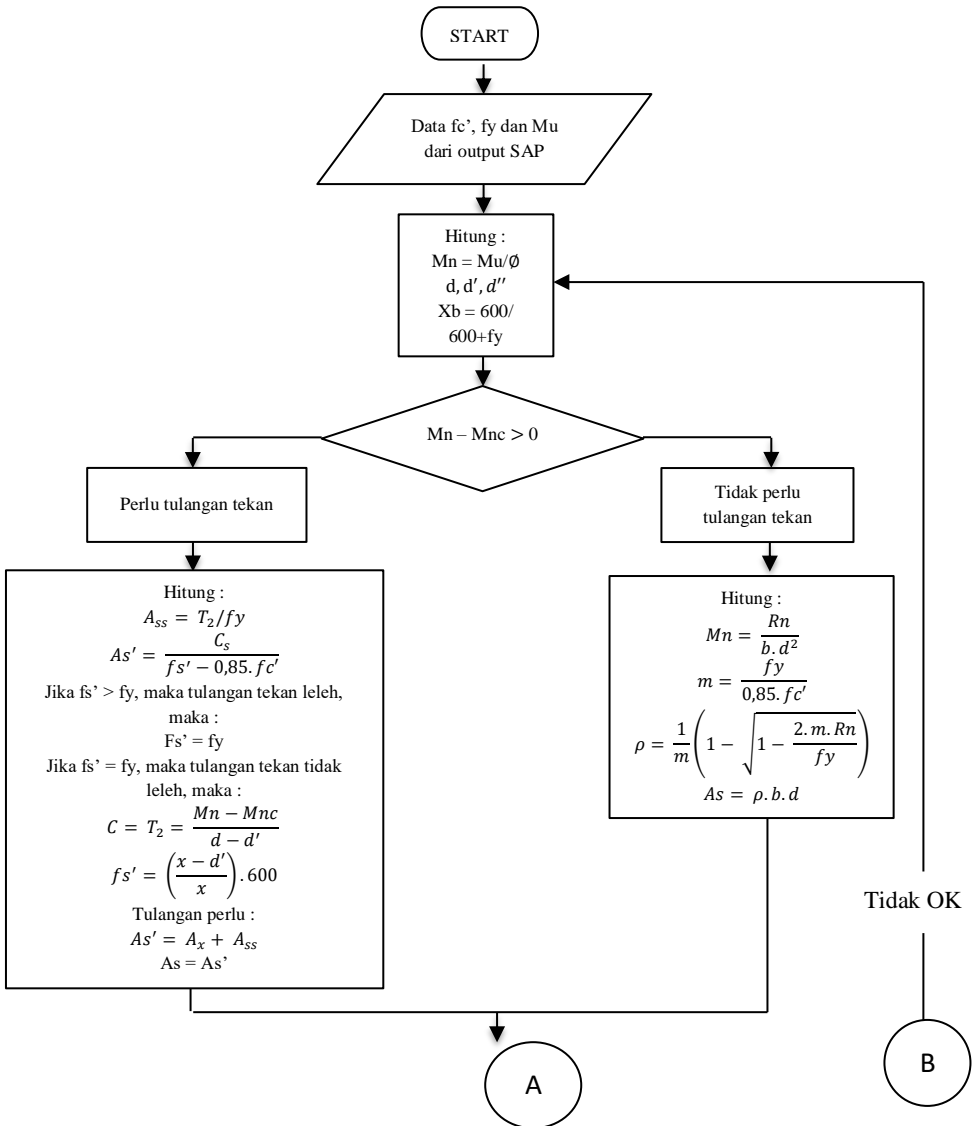 START
Data fc’, fy dan Mu
dari output SAP
Hitung :
Mn = Mu/Ø
d, d′, d′′
Xb = 600/
600+fy
Mn – Mnc > 0
Perlu tulangan tekan
Tidak perlu
tulangan tekan
Hitung :
A_ss = T_2/fy
As′ = C_s / (fs′ − 0,85. fc′)
Jika fs’ > fy, maka tulangan tekan leleh,
maka :
Fs’ = fy
Jika fs’ = fy, maka tulangan tekan tidak
leleh, maka :
C = T_2 = (Mn − Mnc) / (d − d′)
fs′ = ((x − d′) / x) . 600
Tulangan perlu :
As′ = A_x + A_ss
As = As’
Hitung :
Mn = Rn / (b. d²)
m = fy / (0,85. fc′)
ρ = 1/m (1 − √(1 − (2. m. Rn) / fy))
As = ρ. b. d
Tidak OK
A
B